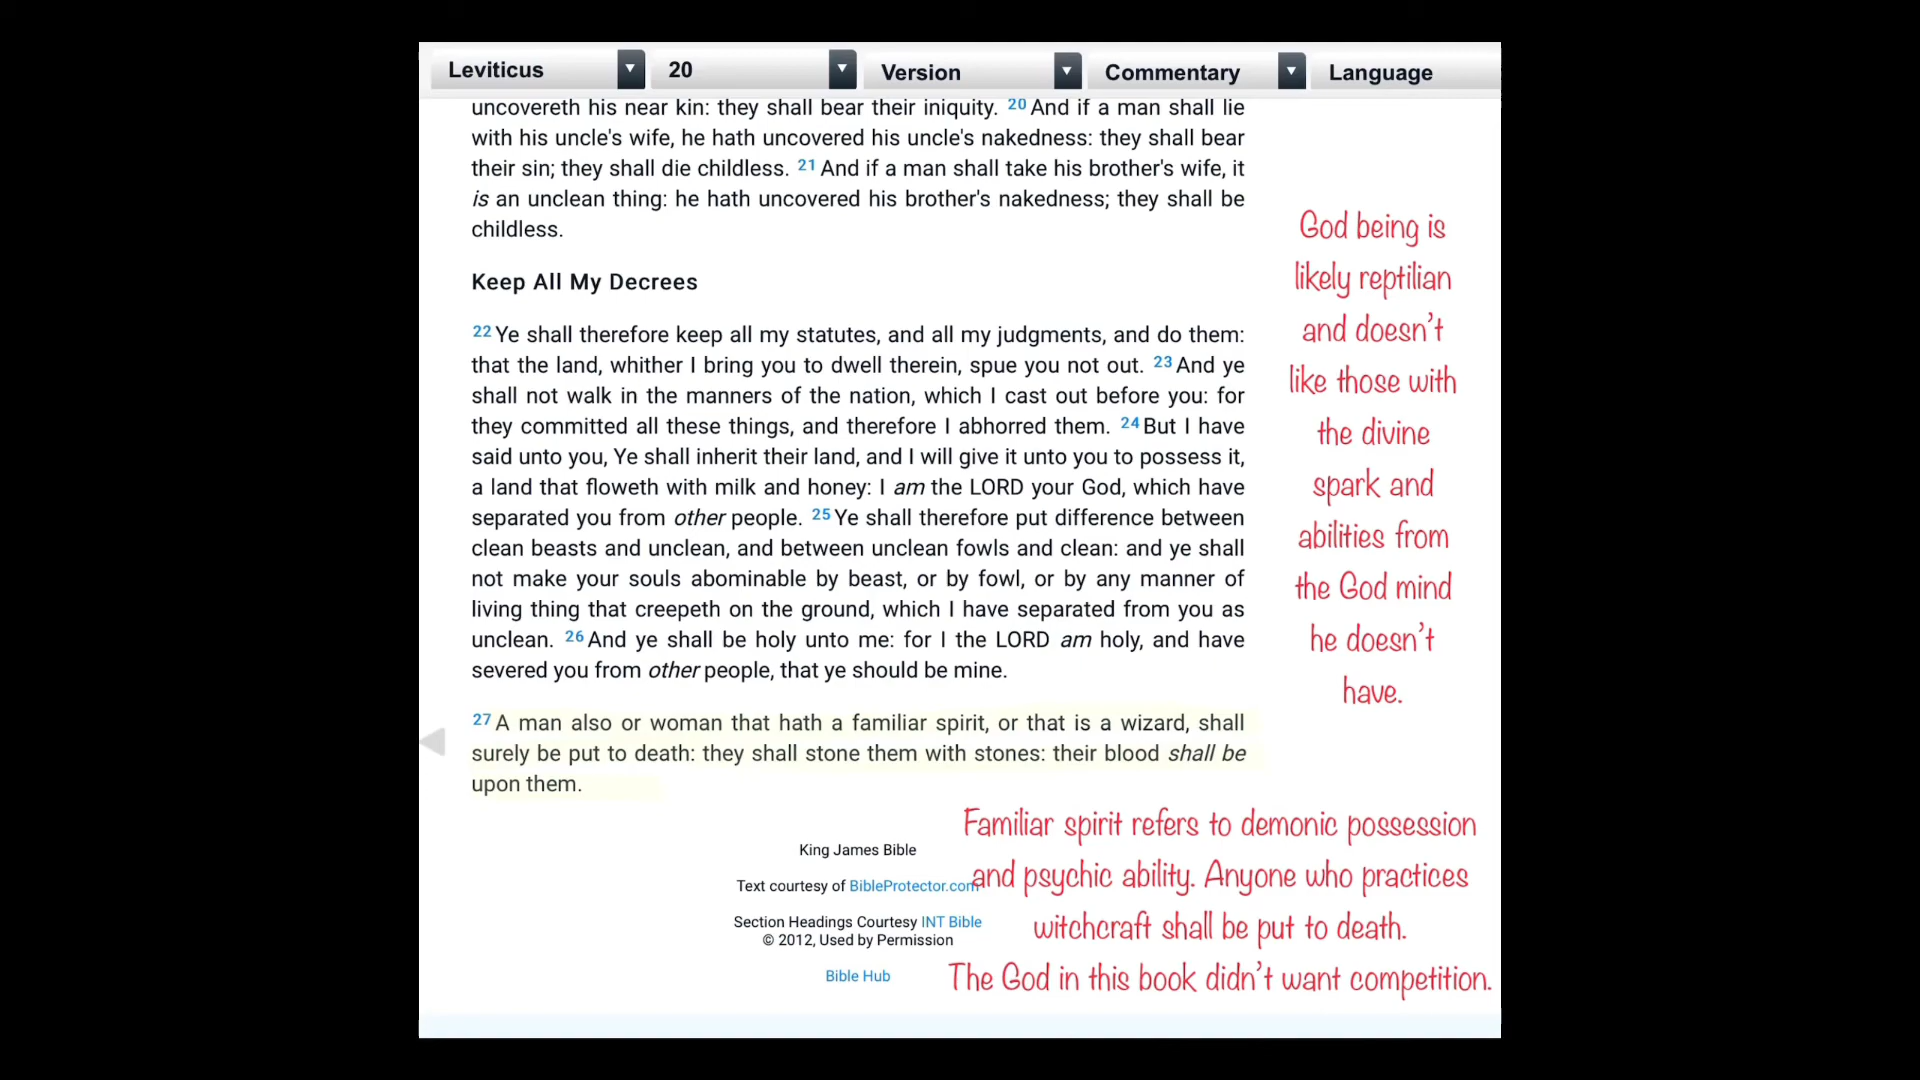 Leviticus 20 Version Commentary Language
uncovereth his near kin: they shall bear their iniquity. 20 And if a man shall lie
with his uncle's wife, he hath uncovered his uncle's nakedness: they shall bear
their sin; they shall die childless. 21 And if a man shall take his brother's wife, it
is an unclean thing: he hath uncovered his brother's nakedness; they shall be
childless.
Keep All My Decrees
22 Ye shall therefore keep all my statutes, and all my judgments, and do them:
that the land, whither I bring you to dwell therein, spue you not out. 23 And ye
shall not walk in the manners of the nation, which I cast out before you: for
they committed all these things, and therefore I abhorred them. 24 But I have
said unto you, Ye shall inherit their land, and I will give it unto you to possess it,
a land that floweth with milk and honey: I am the LORD your God, which have
separated you from other people. 25 Ye shall therefore put difference between
clean beasts and unclean, and between unclean fowls and clean: and ye shall
not make your souls abominable by beast, or by fowl, or by any manner of
living thing that creepeth on the ground, which I have separated from you as
unclean. 26 And ye shall be holy unto me: for I the LORD am holy, and have
severed you from other people, that ye should be mine.
27 A man also or woman that hath a familiar spirit, or that is a wizard, shall
surely be put to death: they shall stone them with stones: their blood shall be
upon them.
God being is
likely reptilian
and doesn't
like those with
the divine
spark and
abilities from
the God mind
he doesn't
have.
King James Bible
Text courtesy of BibleProtector.com
Section Headings Courtesy INT Bible
© 2012, Used by Permission
Bible Hub
Familiar spirit refers to demonic possession
and psychic ability. Anyone who practices
witchcraft shall be put to death.
The God in this book didn't want competition.